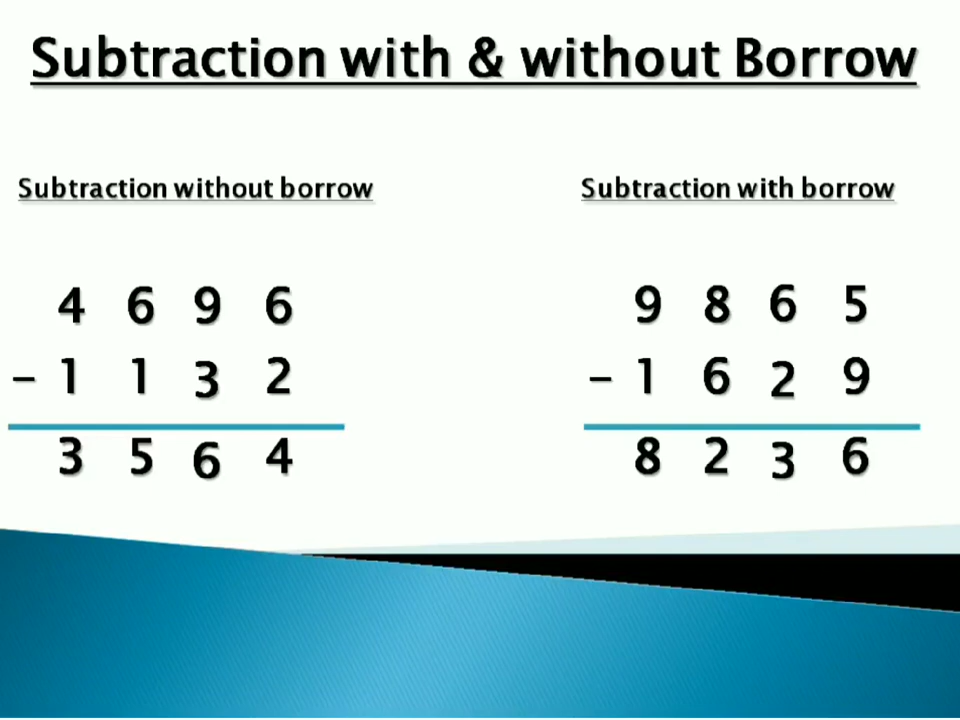 Subtraction with & without Borrow
Subtraction without borrow
4 6 9 6
- 1 1 3 2
3 5 6 4
Subtraction with borrow
9 8 6 5
- 1 6 2 9
8 2 3 6